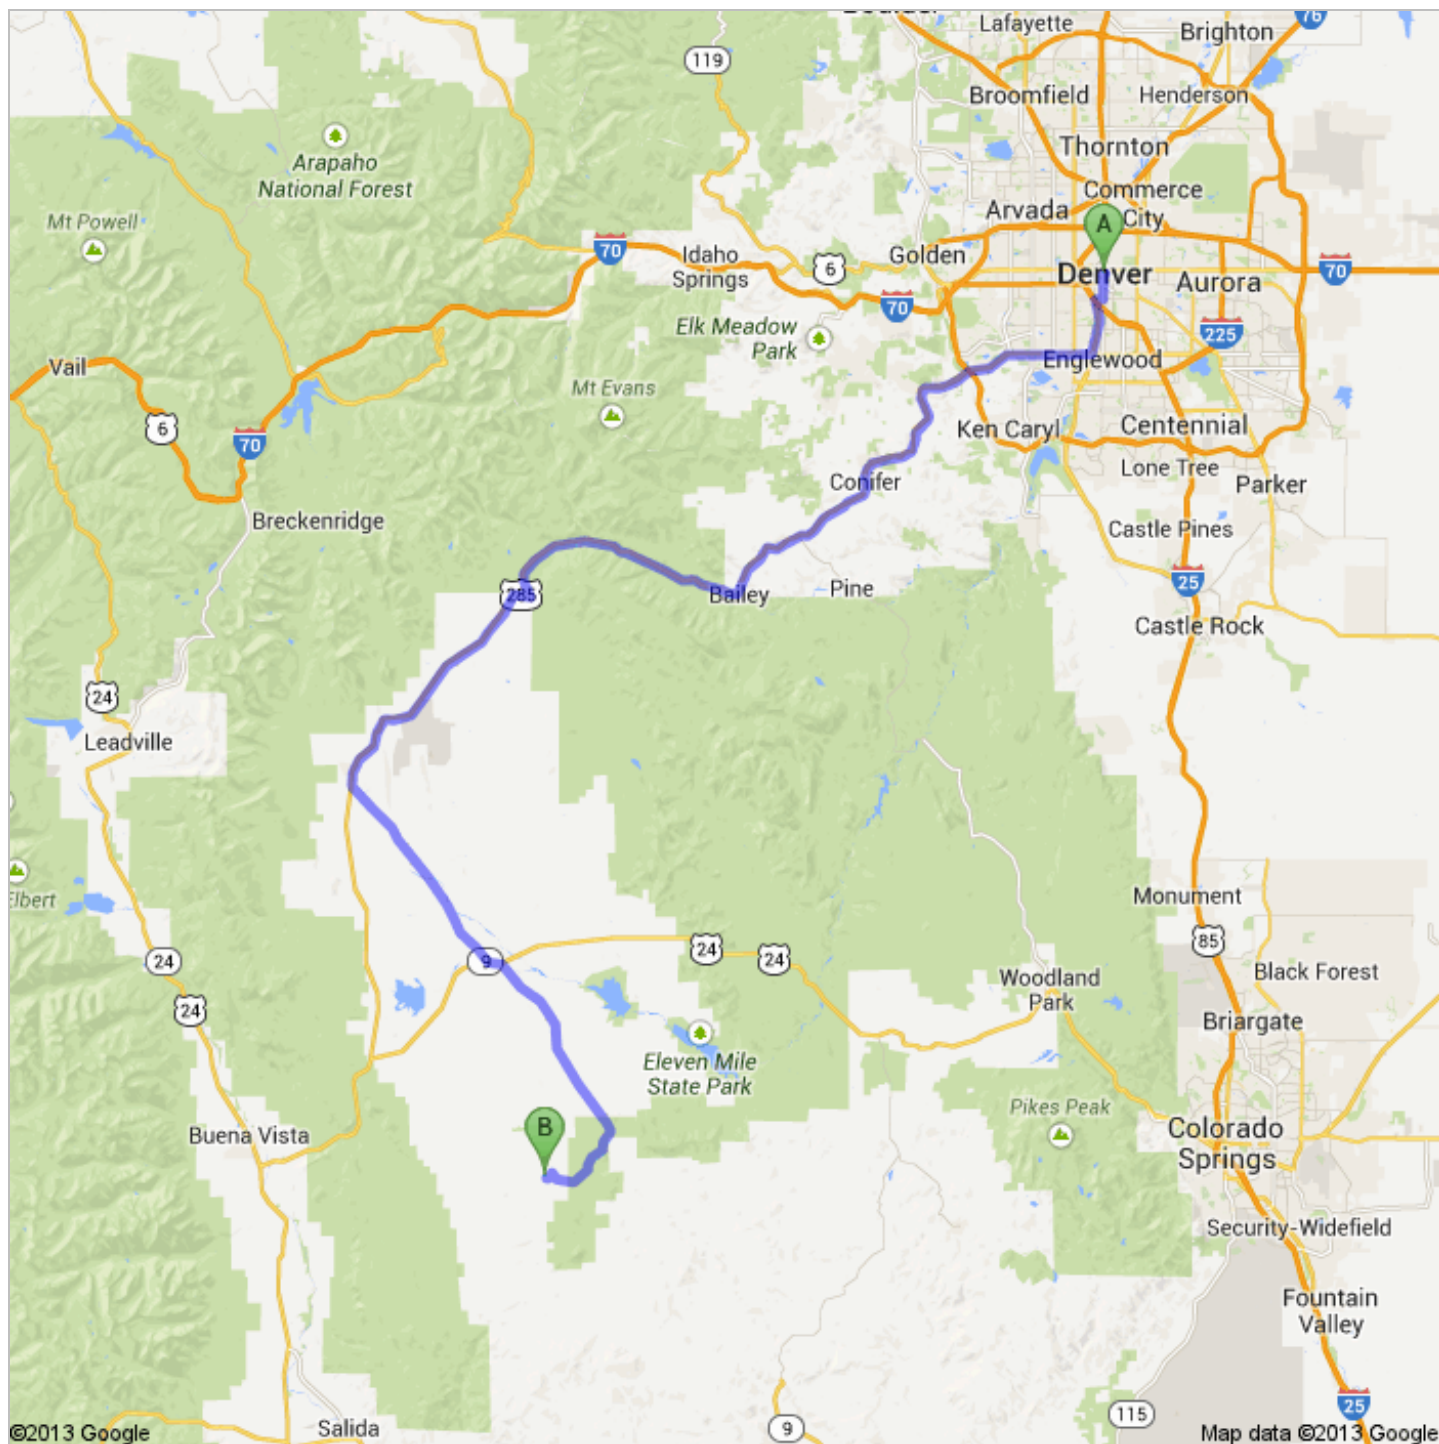 Boulder
Lafayette
76
Brighton
119
Broomfield
Henderson
Arapaho
National Forest
Thornton
Commerce
City
Arvada
A
Mt Powell
70
Idaho
Springs
6
Golden
Denver
Aurora
70
70
Elk Meadow
Park
225
Englewood
Vail
Mt Evans
6
70
Ken Caryl
Centennial
Lone Tree
Conifer
Parker
Breckenridge
Castle Pines
285
Bailey
Pine
25
Castle Rock
24
Leadville
Elbert
Monument
85
24
9
24
24
Woodland
Park
Black Forest
24
Briargate
Eleven Mile
State Park
Pikes Peak
B
Buena Vista
Colorado
Springs
Security-Widefield
Fountain
Valley
25
115
Salida
9
©2013 Google
Map data ©2013 Google